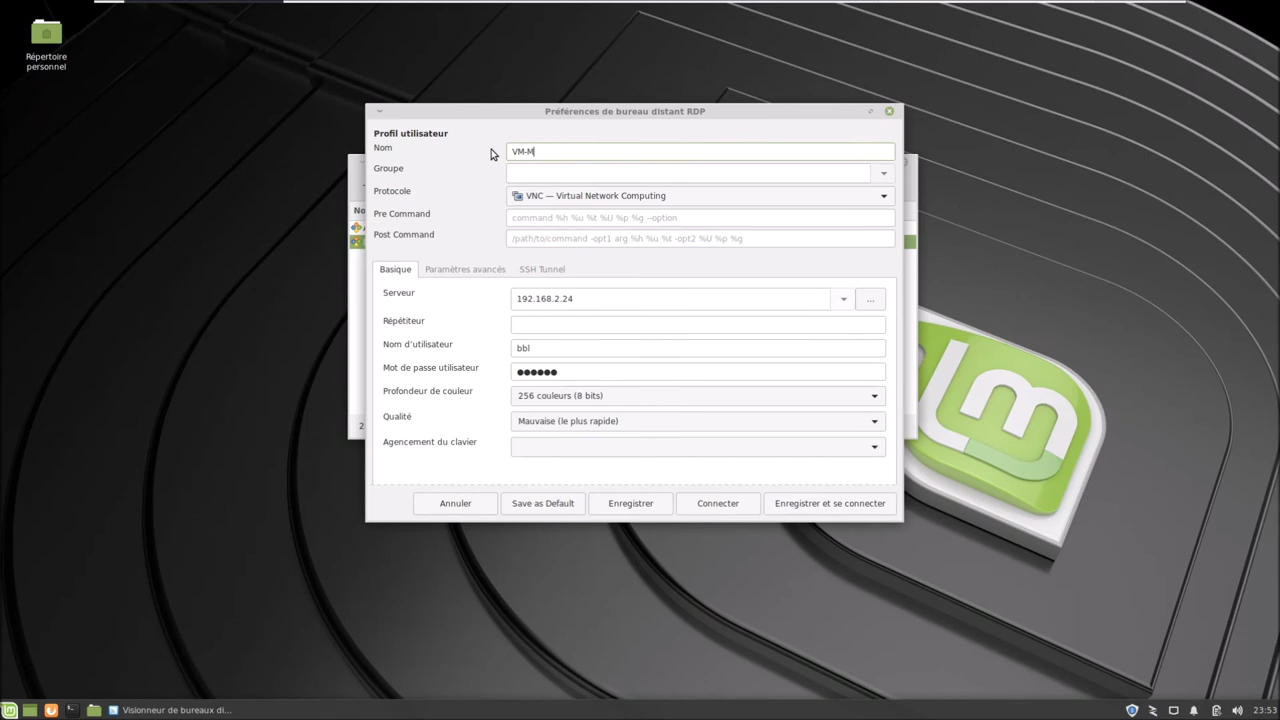 Répertoire
personnel
Préférences de bureau distant RDP
Profil utilisateur
Nom
VM-M
Groupe
Protocole
VNC — Virtual Network Computing
Pre Command
command %h %u %t %U %p %g --option
Post Command
/path/to/command -opt1 arg %h %u %t -opt2 %U %p %g
Basique
Paramètres avancés
SSH Tunnel
Serveur
192.168.2.24
...
Répétiteur
Nom d'utilisateur
bbl
Mot de passe utilisateur
●●●●●●
Profondeur de couleur
256 couleurs (8 bits)
Qualité
Mauvaise (le plus rapide)
Agencement du clavier
Annuler
Save as Default
Enregistrer
Connecter
Enregistrer et se connecter
No
2
Visionneur de bureaux di...
23:53